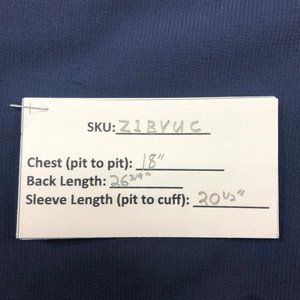 SKU: Z1BVUC
Chest (pit to pit): 18"
Back Length: 26 3/4"
Sleeve Length (pit to cuff): 20 1/2"